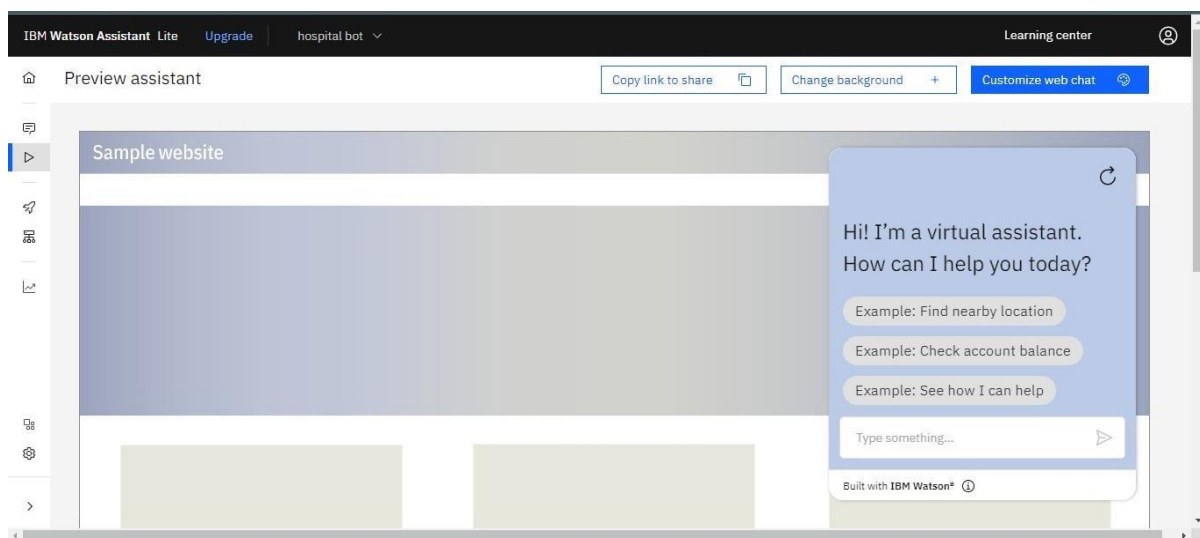 IBM Watson Assistant Lite Upgrade hospital bot Learning center
Preview assistant Copy link to share Change background + Customize web chat
Sample website
Hi! I'm a virtual assistant.
How can I help you today?
Example: Find nearby location
Example: Check account balance
Example: See how I can help
Type something...
Built with IBM Watson®